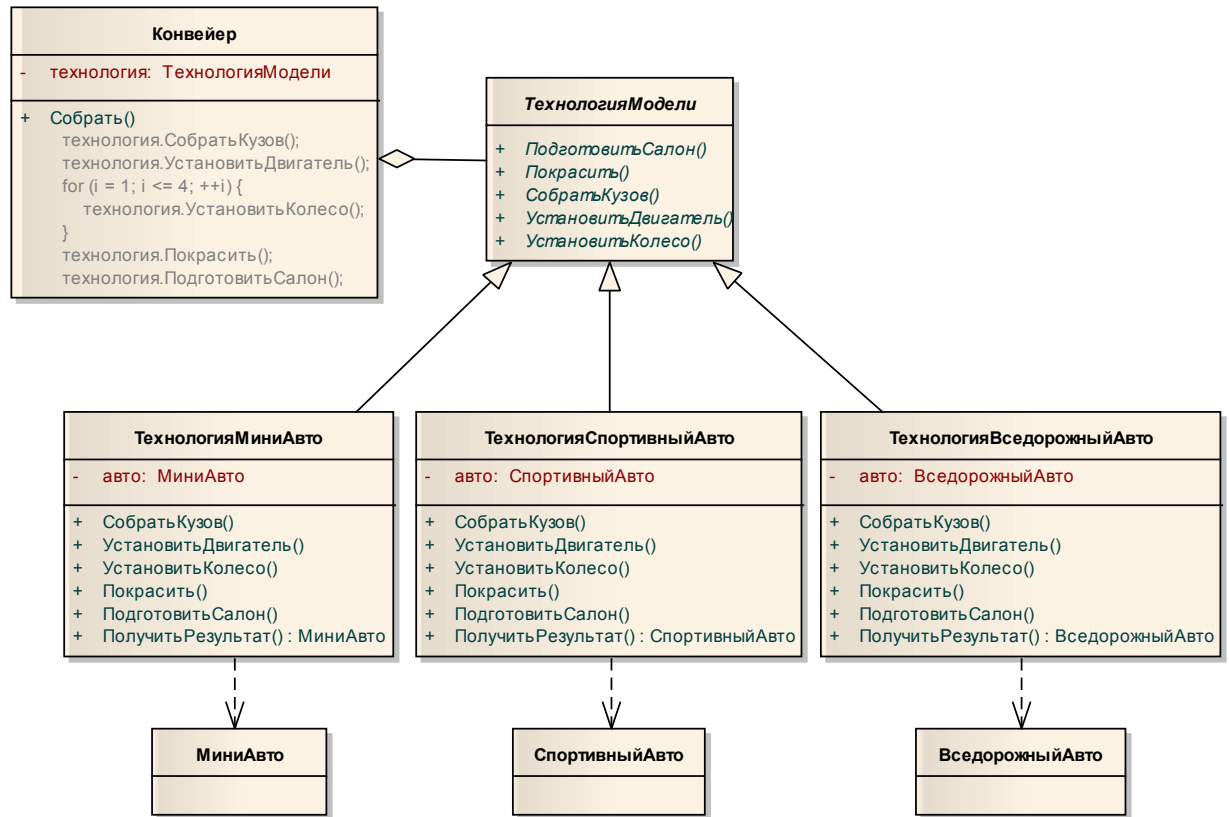 Конвейер
- технология: ТехнологияМодели
+ Собрать()
технология.СобратьКузов();
технология.УстановитьДвигатель();
for (i = 1; i <= 4; ++i) {
технология.УстановитьКолесо();
}
технология.Покрасить();
технология.ПодготовитьСалон();
ТехнологияМодели
+ ПодготовитьСалон()
+ Покрасить()
+ СобратьКузов()
+ УстановитьДвигатель()
+ УстановитьКолесо()
ТехнологияМиниАвто
- авто: МиниАвто
+ СобратьКузов()
+ УстановитьДвигатель()
+ УстановитьКолесо()
+ Покрасить()
+ ПодготовитьСалон()
+ ПолучитьРезультат() : МиниАвто
ТехнологияСпортивныйАвто
- авто: СпортивныйАвто
+ СобратьКузов()
+ УстановитьДвигатель()
+ УстановитьКолесо()
+ Покрасить()
+ ПодготовитьСалон()
+ ПолучитьРезультат() : СпортивныйАвто
ТехнологияВседорожныйАвто
- авто: ВседорожныйАвто
+ СобратьКузов()
+ УстановитьДвигатель()
+ УстановитьКолесо()
+ Покрасить()
+ ПодготовитьСалон()
+ ПолучитьРезультат() : ВседорожныйАвто
МиниАвто
СпортивныйАвто
ВседорожныйАвто